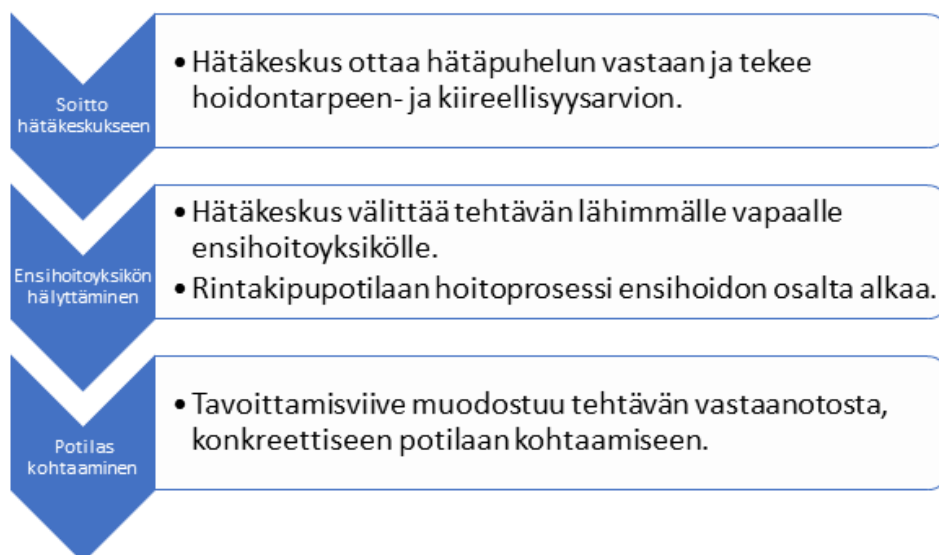 Soitto
hätäkeskukseen
• Hätäkeskus ottaa hätäpuhelun vastaan ja tekee
hoidontarpeen- ja kiireellisyysarvion.
Ensihoitoyksikön
hälyttäminen
• Hätäkeskus välittää tehtävän lähimmälle vapaalle
ensihoitoyksikölle.
• Rintakipupotilaan hoitoprosessi ensihoidon osalta alkaa.
Potilas
kohtaaminen
• Tavoittamisviive muodostuu tehtävän vastaanotosta,
konkreettiseen potilaan kohtaamiseen.